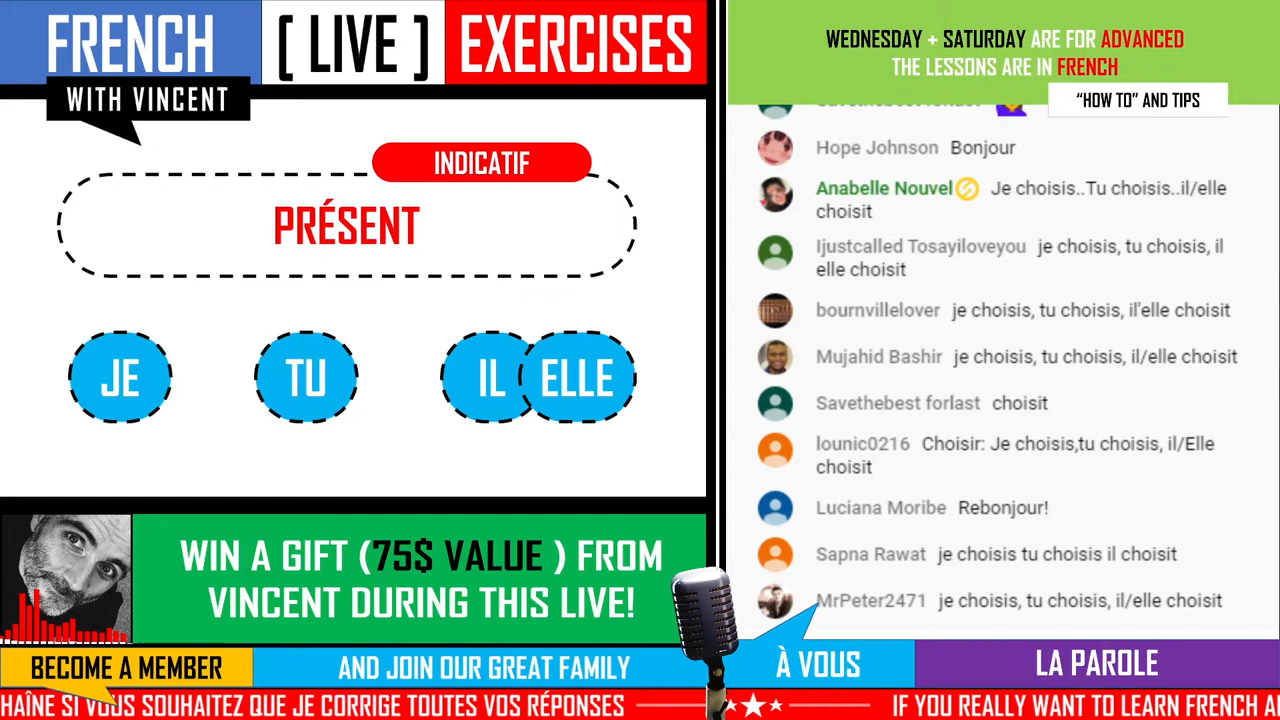 FRENCH
[ LIVE ]
EXERCISES
WITH VINCENT
INDICATIF
PRÉSENT
JE
TU
IL
ELLE
WIN A GIFT (75$ VALUE ) FROM
VINCENT DURING THIS LIVE!
BECOME A MEMBER
AND JOIN OUR GREAT FAMILY
WEDNESDAY + SATURDAY ARE FOR ADVANCED
THE LESSONS ARE IN FRENCH
"HOW TO" AND TIPS
Savethebest forlast
Hope Johnson Bonjour
Anabelle Nouvel Je choisis..Tu choisis..il/elle
choisit
Ijustcalled Tosayiloveyou je choisis, tu choisis, il
elle choisit
bournvillelover je choisis, tu choisis, il'elle choisit
Mujahid Bashir je choisis, tu choisis, il/elle choisit
Savethebest forlast choisit
lounic0216 Choisir: Je choisis,tu choisis, il/Elle
choisit
Luciana Moribe Rebonjour!
Sapna Rawat je choisis tu choisis il choisit
MrPeter2471 je choisis, tu choisis, il/elle choisit
À VOUS
LA PAROLE
HAÎNE SI VOUS SOUHAITEZ QUE JE CORRIGE TOUTES VOS RÉPONSES
IF YOU REALLY WANT TO LEARN FRENCH A